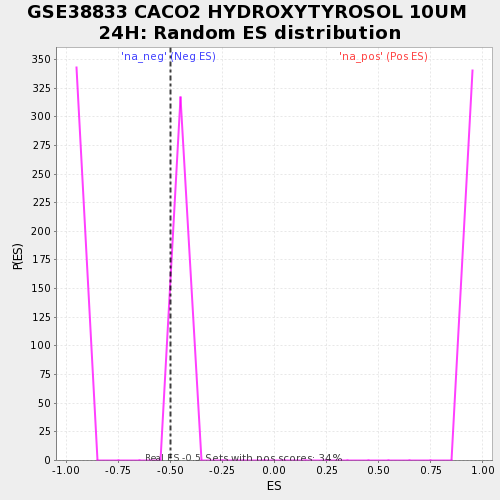 GSE38833 CACO2 HYDROXYTYROSOL 10UM
24H: Random ES distribution
'na_neg' (Neg ES)
'na_pos' (Pos ES)
350
325
300
275
250
225
200
175
150
125
100
75
50
25
0
P(ES)
Real ES -0.5, Sets with pos scores: 34%
-1.00 -0.75 -0.50 -0.25 0.00 0.25 0.50 0.75 1.00
ES